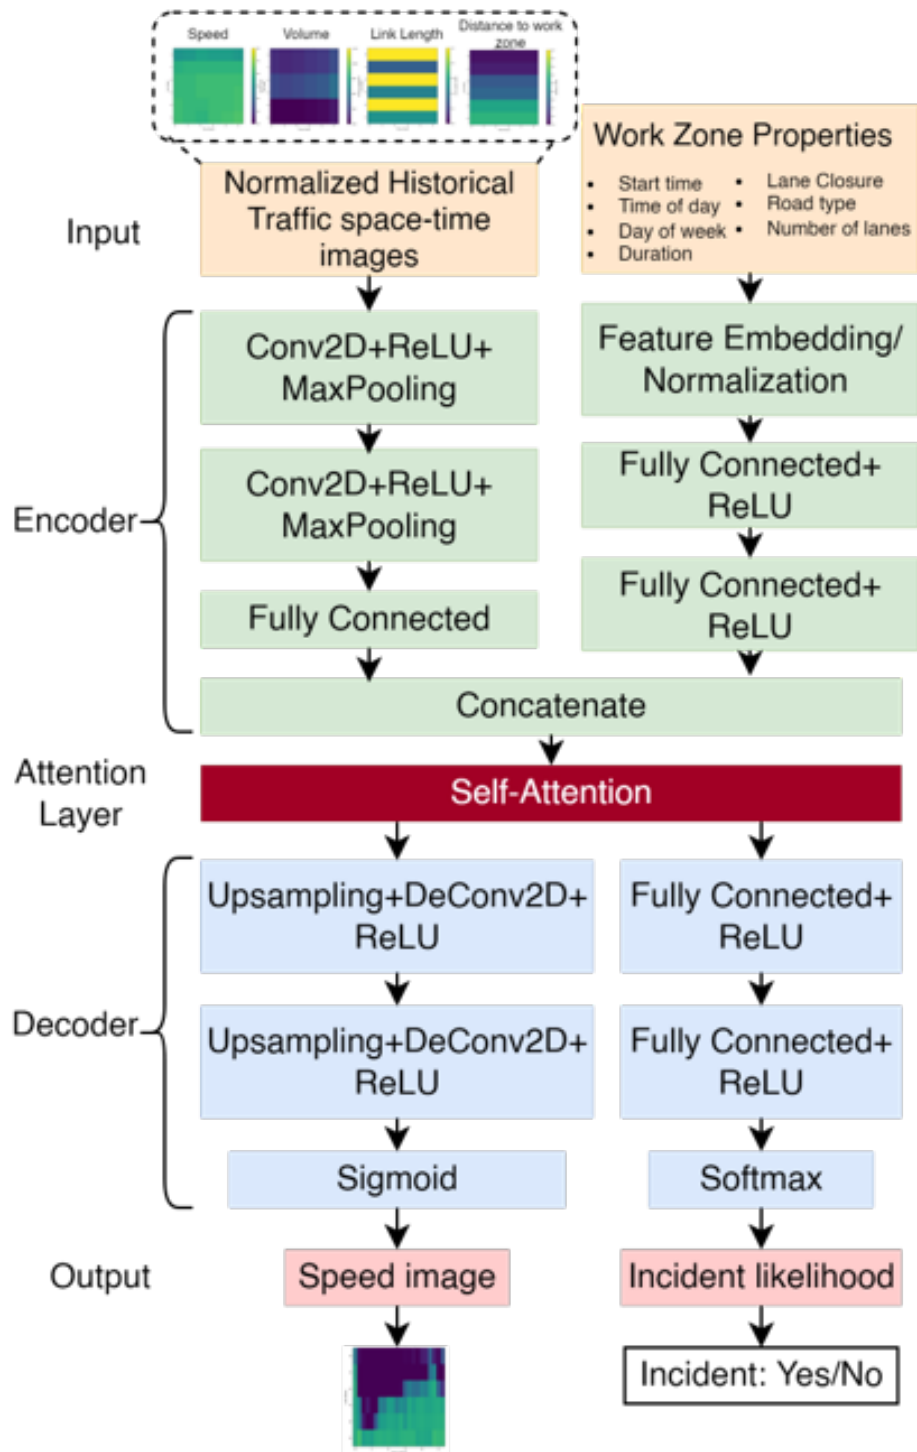 Speed
Volume
Link Length
Distance to work
zone
Normalized Historical
Traffic space-time
images
Work Zone Properties
• Start time
• Time of day
• Day of week
• Duration
• Lane Closure
• Road type
• Number of lanes
Input
Conv2D+ReLU+
MaxPooling
Feature Embedding/
Normalization
Conv2D+ReLU+
MaxPooling
Fully Connected+
ReLU
Encoder
Fully Connected
Fully Connected+
ReLU
Concatenate
Attention
Layer
Self-Attention
Upsampling+DeConv2D+
ReLU
Fully Connected+
ReLU
Decoder
Upsampling+DeConv2D+
ReLU
Fully Connected+
ReLU
Sigmoid
Softmax
Output
Speed image
Incident likelihood
Incident: Yes/No